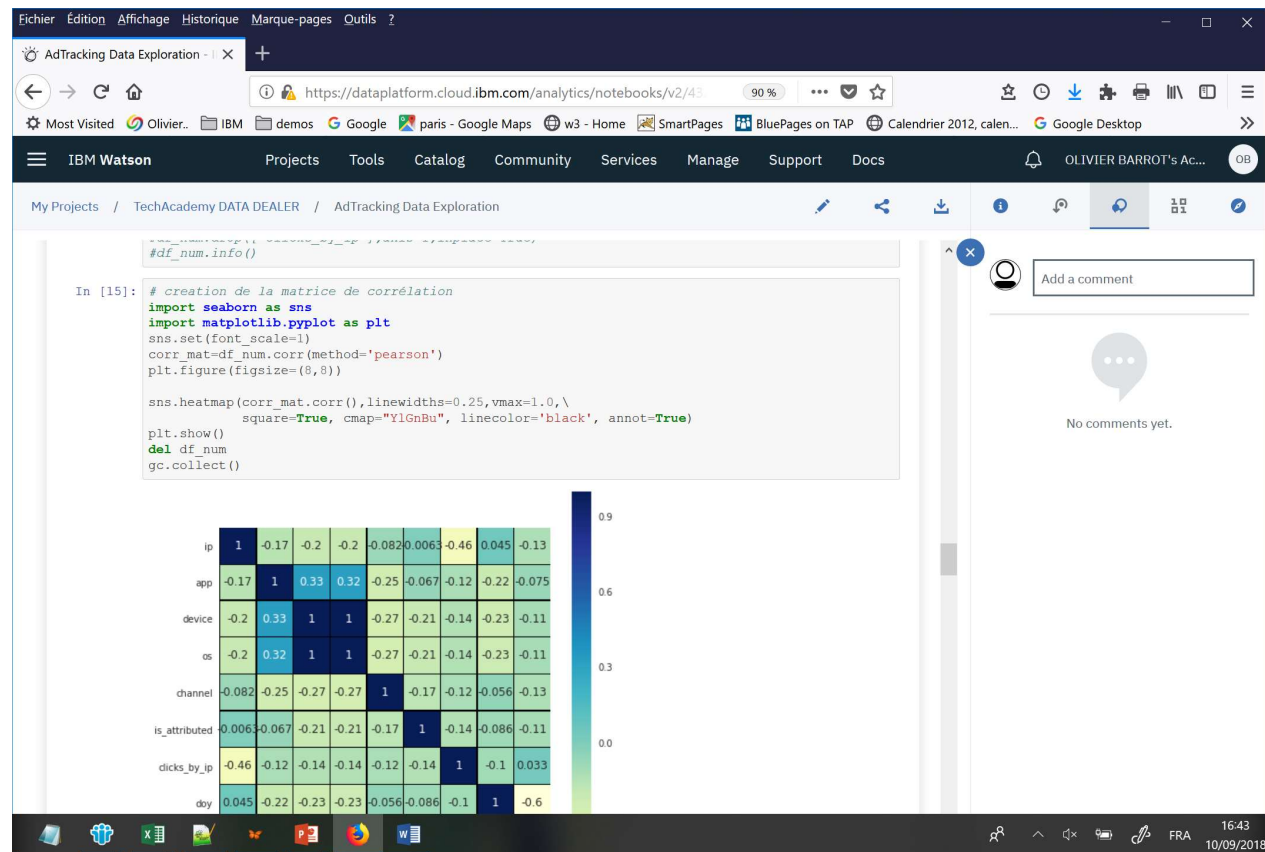 Fichier Édition Affichage Historique Marque-pages Outils ?
AdTracking Data Exploration - I
https://dataplatform.cloud.ibm.com/analytics/notebooks/v2/43 90 %
Most Visited Olivier.. IBM demos Google paris - Google Maps w3 - Home SmartPages BluePages on TAP Calendrier 2012, calen... Google Desktop
IBM Watson Projects Tools Catalog Community Services Manage Support Docs OLIVIER BARROT's Ac... OB
My Projects / TechAcademy DATA DEALER / AdTracking Data Exploration
#df_num.info()
Add a comment
No comments yet.
In [15]: # creation de la matrice de corrélation
import seaborn as sns
import matplotlib.pyplot as plt
sns.set(font_scale=1)
corr_mat=df_num.corr(method='pearson')
plt.figure(figsize=(8,8))
sns.heatmap(corr_mat.corr(),linewidths=0.25,vmax=1.0,\
square=True, cmap="YlGnBu", linecolor='black', annot=True)
plt.show()
del df_num
gc.collect()
ip 1 -0.17 -0.2 -0.2 -0.082 0.0063 -0.46 0.045 -0.13
app -0.17 1 0.33 0.32 -0.25 -0.067 -0.12 -0.22 -0.075
device -0.2 0.33 1 1 -0.27 -0.21 -0.14 -0.23 -0.11
os -0.2 0.32 1 1 -0.27 -0.21 -0.14 -0.23 -0.11
channel -0.082 -0.25 -0.27 -0.27 1 -0.17 -0.12 -0.056 -0.13
is_attributed -0.0063 -0.067 -0.21 -0.21 -0.17 1 -0.14 -0.086 -0.11
clicks_by_ip -0.46 -0.12 -0.14 -0.14 -0.12 -0.14 1 -0.1 0.033
doy 0.045 -0.22 -0.23 -0.23 -0.056 -0.086 -0.1 1 -0.6
0.9
0.6
0.3
0.0
FRA
16:43
10/09/2018